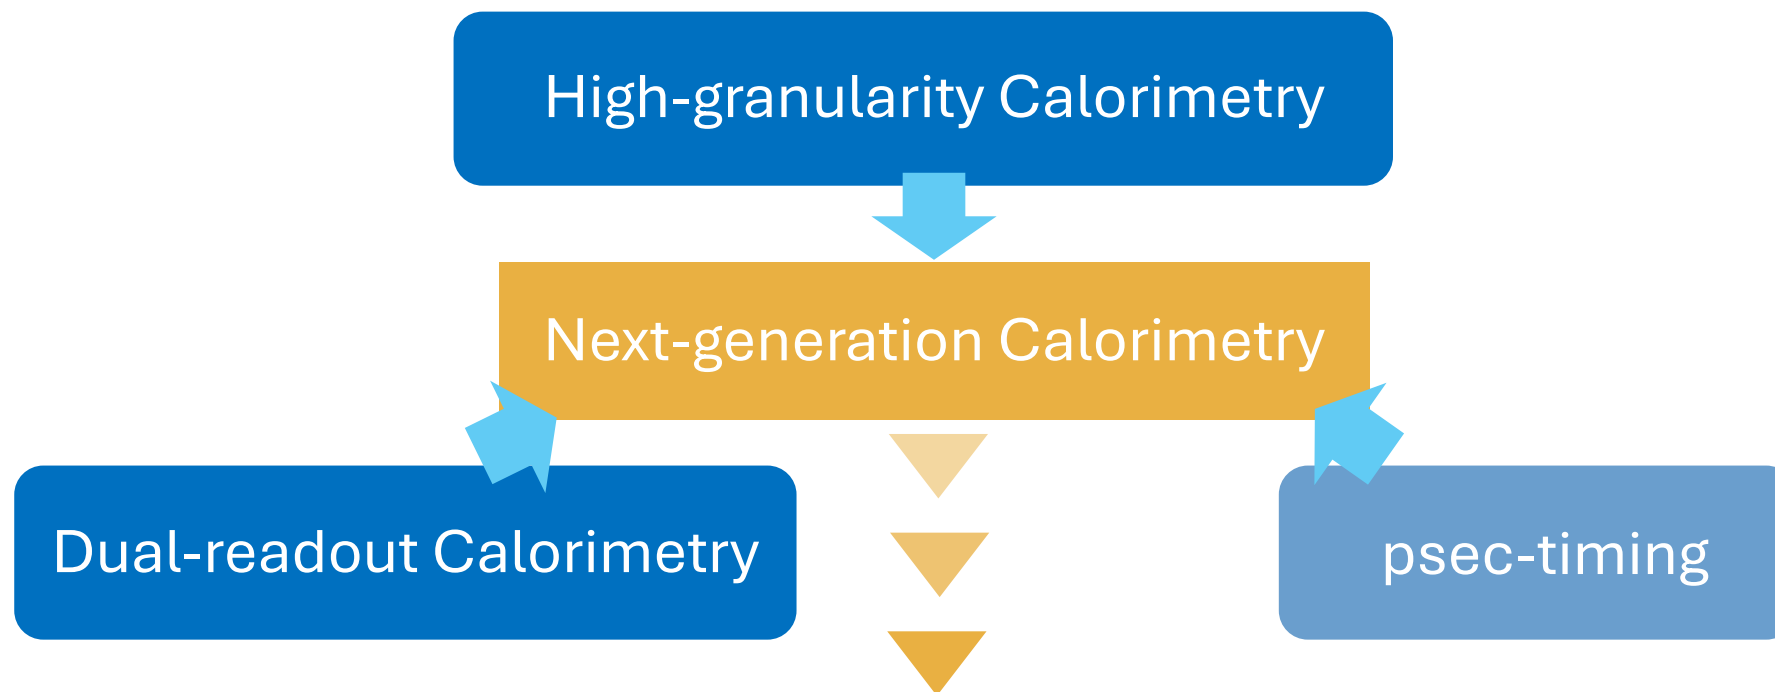 High-granularity Calorimetry
Next-generation Calorimetry
Dual-readout Calorimetry
psec-timing